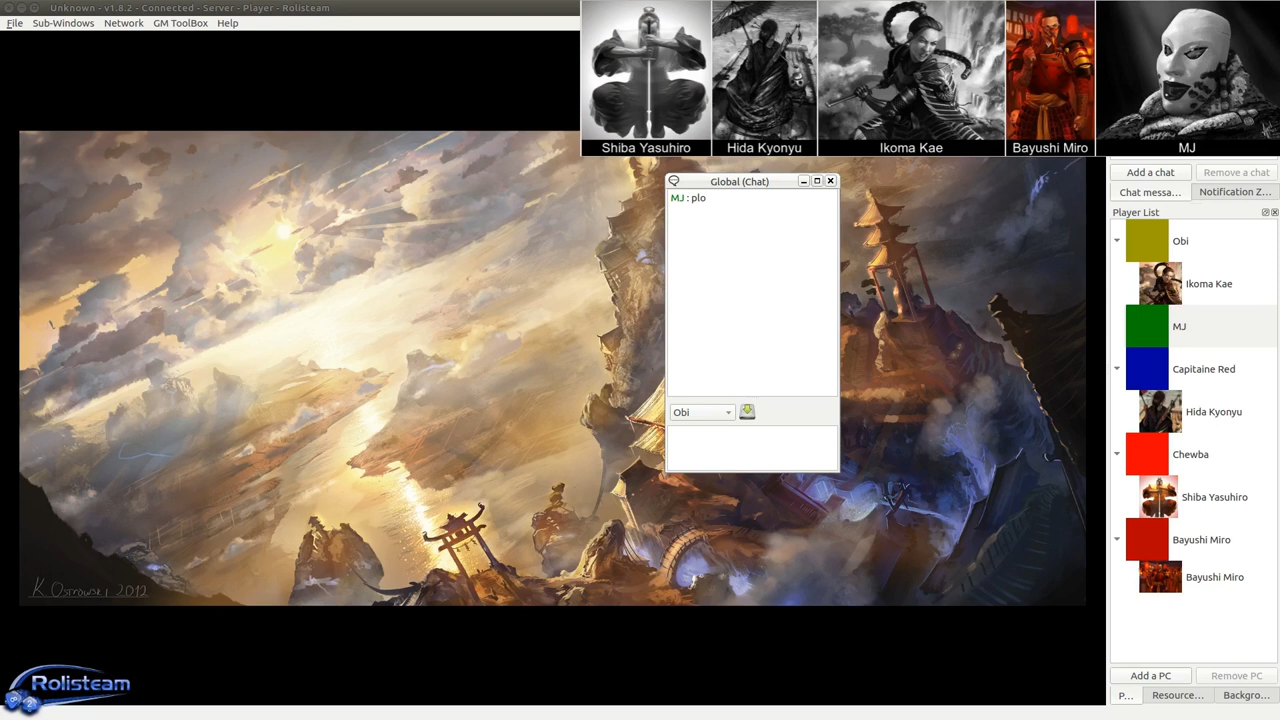 Unknown - v1.8.2 - Connected - Server - Player - Rolisteam
File Sub-Windows Network GM ToolBox Help
Shiba Yasuhiro
Hida Kyonyu
Ikoma Kae
Bayushi Miro
MJ
Global (Chat)
MJ : plo
Obi
Add a chat
Remove a chat
Chat messa...
Notification Z...
Player List
Obi
Ikoma Kae
MJ
Capitaine Red
Hida Kyonyu
Chewba
Shiba Yasuhiro
Bayushi Miro
Bayushi Miro
Add a PC
Remove PC
P...
Resource...
Backgro...
K Ostrowski 2012
Rolisteam